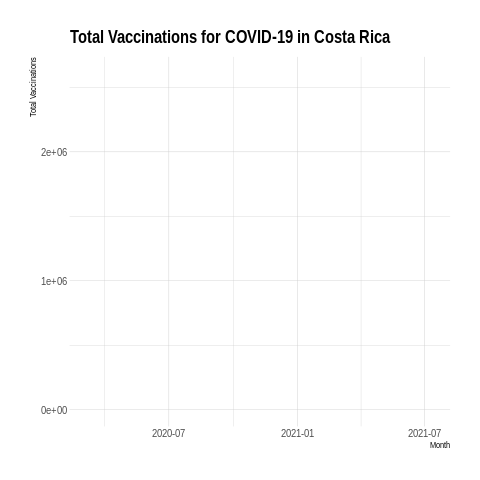 Total Vaccinations for COVID-19 in Costa Rica
Total Vaccinations
2e+06
1e+06
0e+00
2020-07 2021-01 2021-07
Month